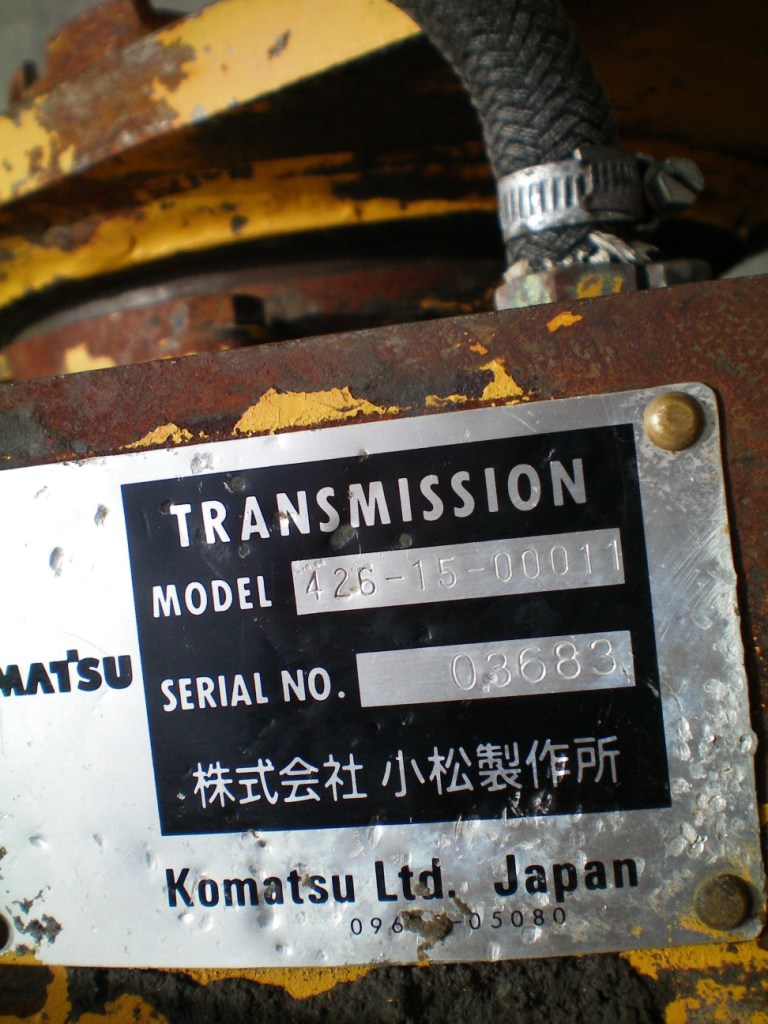 TRANSMISSION
MODEL 426-15-00011
MATSU
SERIAL NO. 03683
株式会社 小松製作所
Komatsu Ltd. Japan